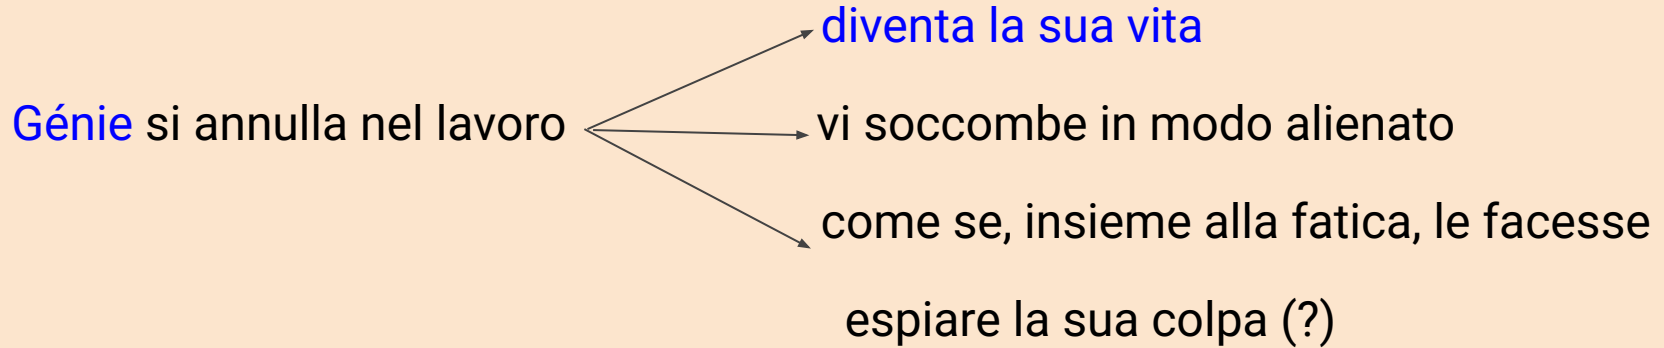 diventa la sua vita
Génie si annulla nel lavoro vi soccombe in modo alienato
come se, insieme alla fatica, le facesse
espiare la sua colpa (?)